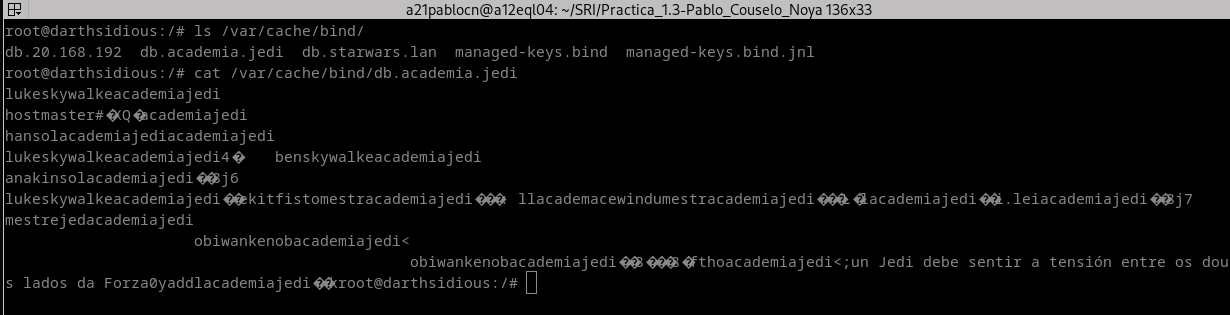 a21pablocn@a12eql04: ~/SRI/Practica_1.3-Pablo_Couselo_Noya 136x33
root@darthsidious:/# ls /var/cache/bind/
db.20.168.192  db.academia.jedi  db.starwars.lan  managed-keys.bind  managed-keys.bind.jnl
root@darthsidious:/# cat /var/cache/bind/db.academia.jedi
lukeskywalkeacademiajedi
hostmaster#�XQ�academiajedi
hansolacademiajediacademiajedi
lukeskywalkeacademiajedi4�   benskywalkeacademiajedi
anakinsolacademiajedi��3j6
lukeskywalkeacademiajedi��ekitfistomestracademiajedi��� llacademacewindumestracademiajedi���L�lacademiajedi��i.leiacademiajedi��3j7
mestrejedacademiajedi
obiwankenobacademiajedi<
obiwankenobacademiajedi��3���3�fthoacademiajedi<;un Jedi debe sentir a tensión entre os dou
s lados da Forza0yaddlacademiajedi��xroot@darthsidious:/#